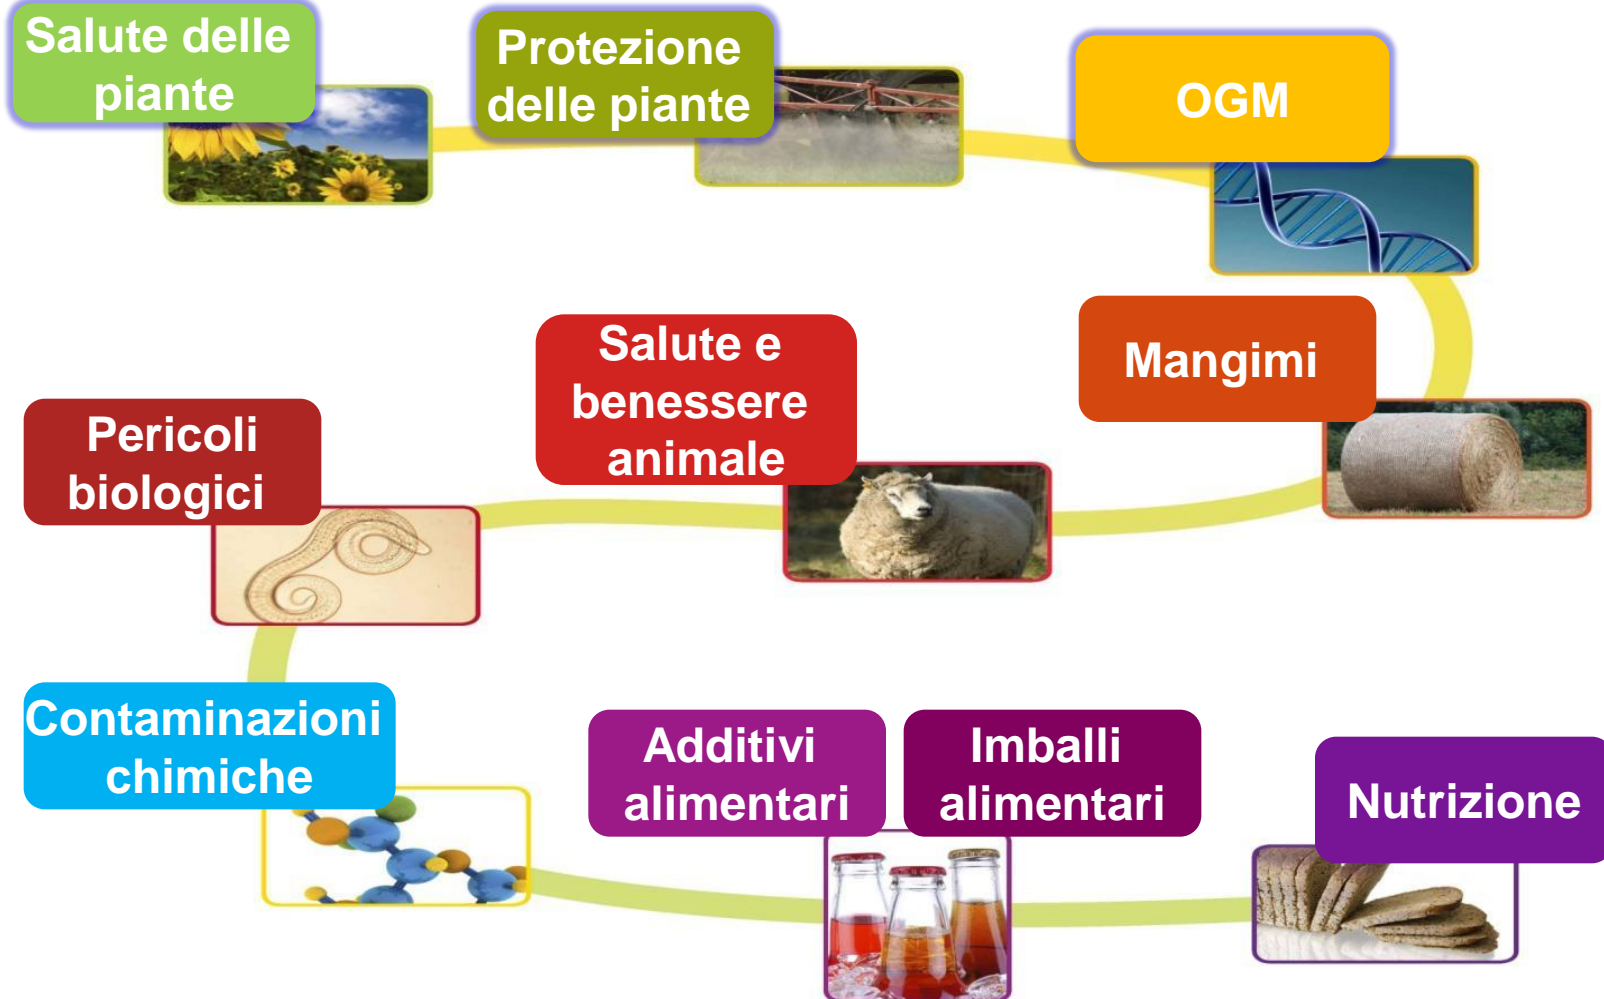 Salute delle
piante
Protezione
delle piante
OGM
Mangimi
Salute e
benessere
animale
Pericoli
biologici
Contaminazioni
chimiche
Additivi
alimentari
Imballi
alimentari
Nutrizione